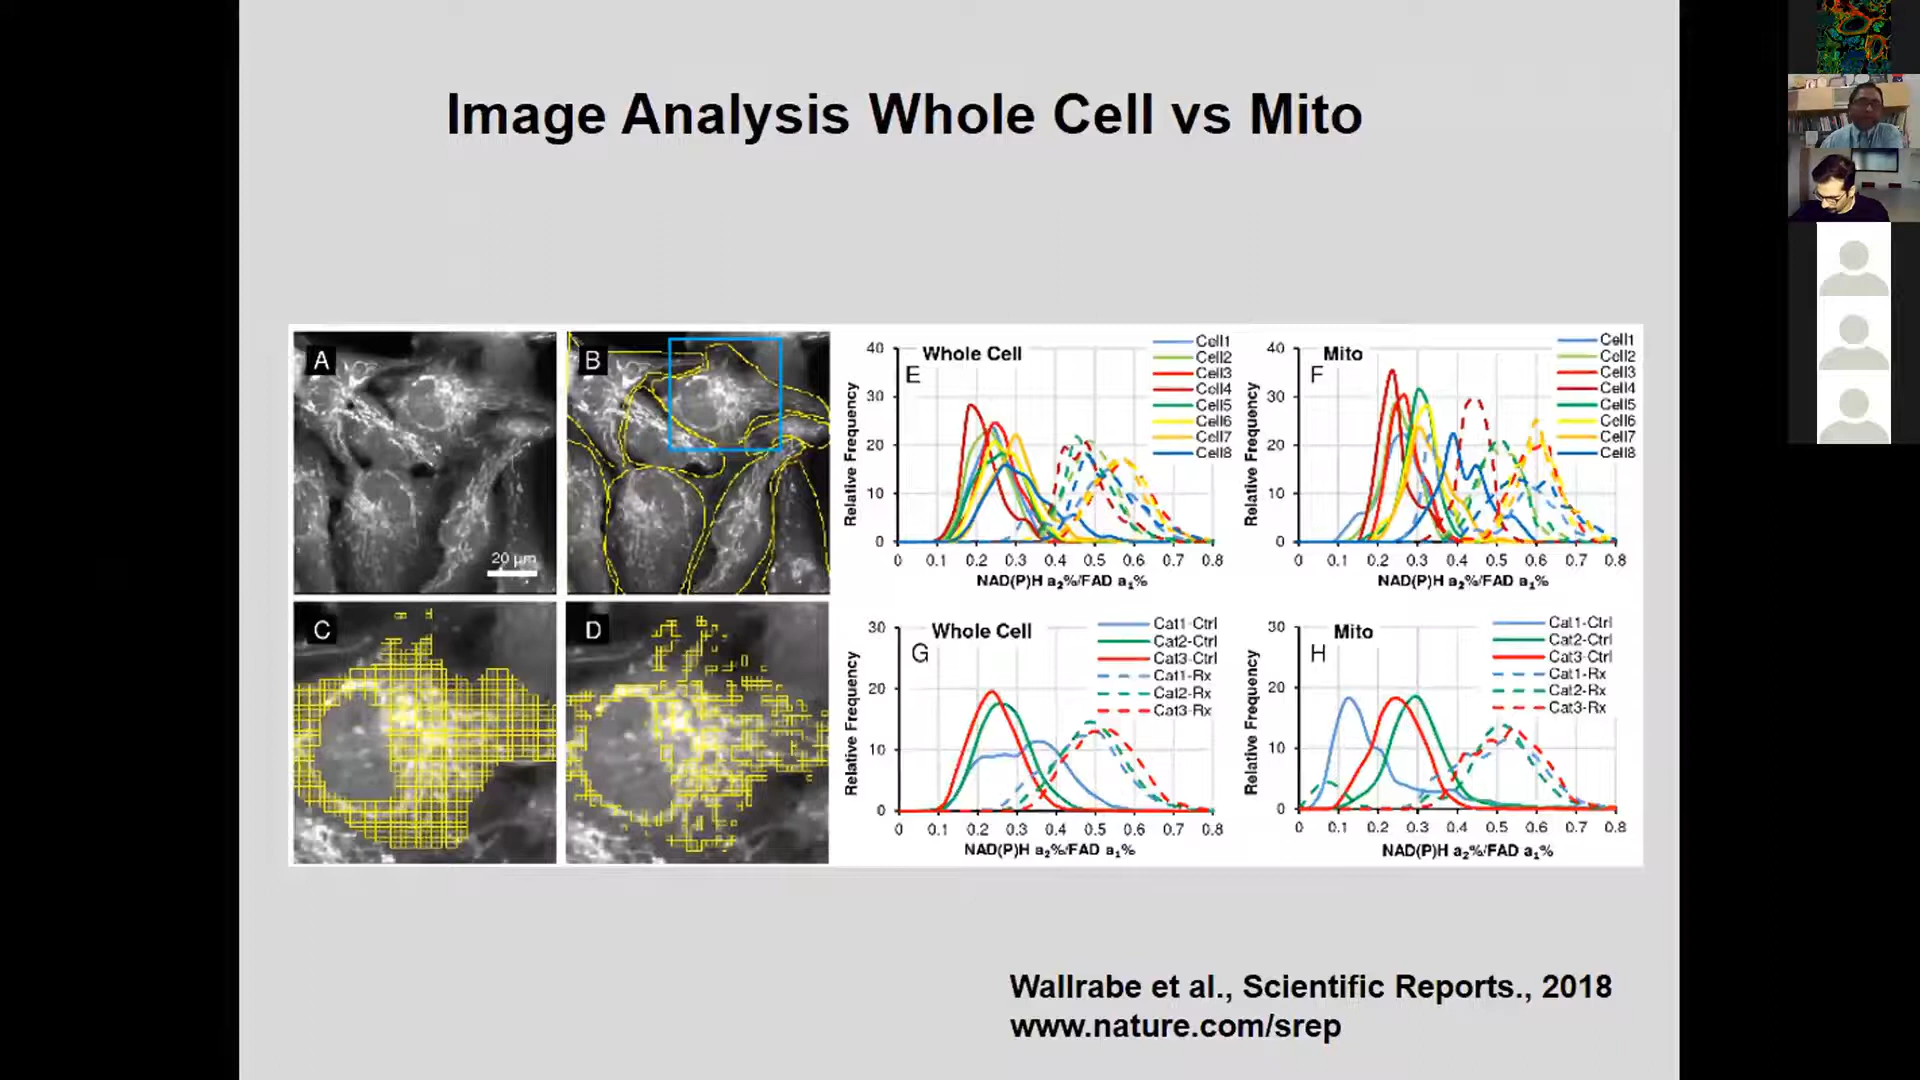 Image Analysis Whole Cell vs Mito
A
20 µm
B
C
D
Whole Cell
E
Cell1
Cell2
Cell3
Cell4
Cell5
Cell6
Cell7
Cell8
40
30
20
10
0
Relative Frequency
0 0.1 0.2 0.3 0.4 0.5 0.6 0.7 0.8
NAD(P)H a₂%/FAD a₁%
Mito
F
Cell1
Cell2
Cell3
Cell4
Cell5
Cell6
Cell7
Cell8
40
30
20
10
0
Relative Frequency
0 0.1 0.2 0.3 0.4 0.5 0.6 0.7 0.8
NAD(P)H a₂%/FAD a₁%
Whole Cell
G
Cat1-Ctrl
Cat2-Ctrl
Cat3-Ctrl
Cat1-Rx
Cat2-Rx
Cat3-Rx
30
20
10
0
Relative Frequency
0 0.1 0.2 0.3 0.4 0.5 0.6 0.7 0.8
NAD(P)H a₂%/FAD a₁%
Mito
H
Cat1-Ctrl
Cat2-Ctrl
Cat3-Ctrl
Cat1-Rx
Cat2-Rx
Cat3-Rx
30
20
10
0
Relative Frequency
0 0.1 0.2 0.3 0.4 0.5 0.6 0.7 0.8
NAD(P)H a₂%/FAD a₁%
Wallrabe et al., Scientific Reports., 2018
www.nature.com/srep